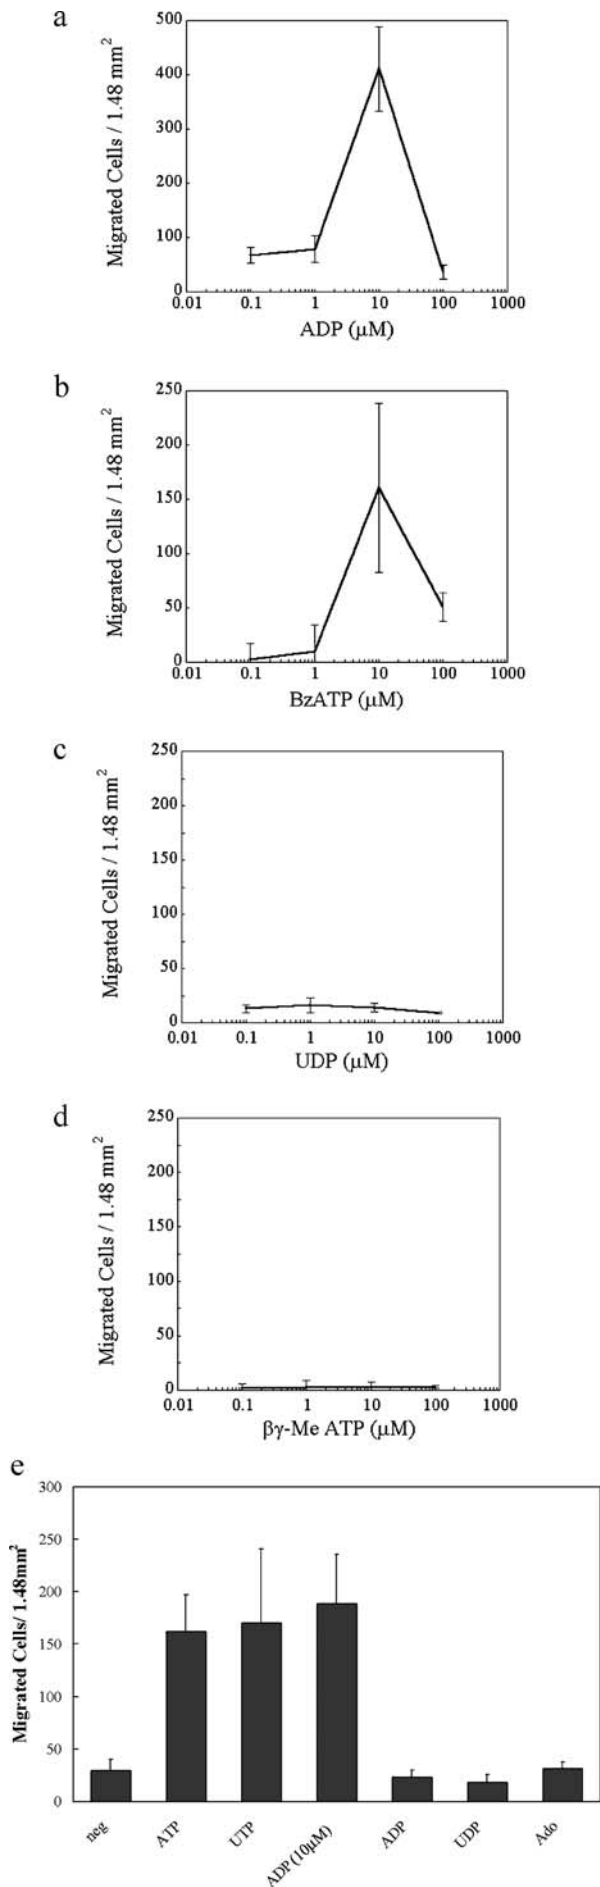 a
500
400
300
200
100
0
Migrated Cells / 1.48 mm²
0.01 0.1 1 10 100 1000
ADP (µM)
b
250
200
150
100
50
0
Migrated Cells / 1.48 mm²
0.01 0.1 1 10 100 1000
BzATP (µM)
c
250
200
150
100
50
0
Migrated Cells / 1.48 mm²
0.01 0.1 1 10 100 1000
UDP (µM)
d
250
200
150
100
50
0
Migrated Cells / 1.48 mm²
0.01 0.1 1 10 100 1000
βγ-Me ATP (µM)
e
300
250
200
150
100
50
0
Migrated Cells/ 1.48mm²
neg ATP UTP ADP (10µM) ADP UDP Ado